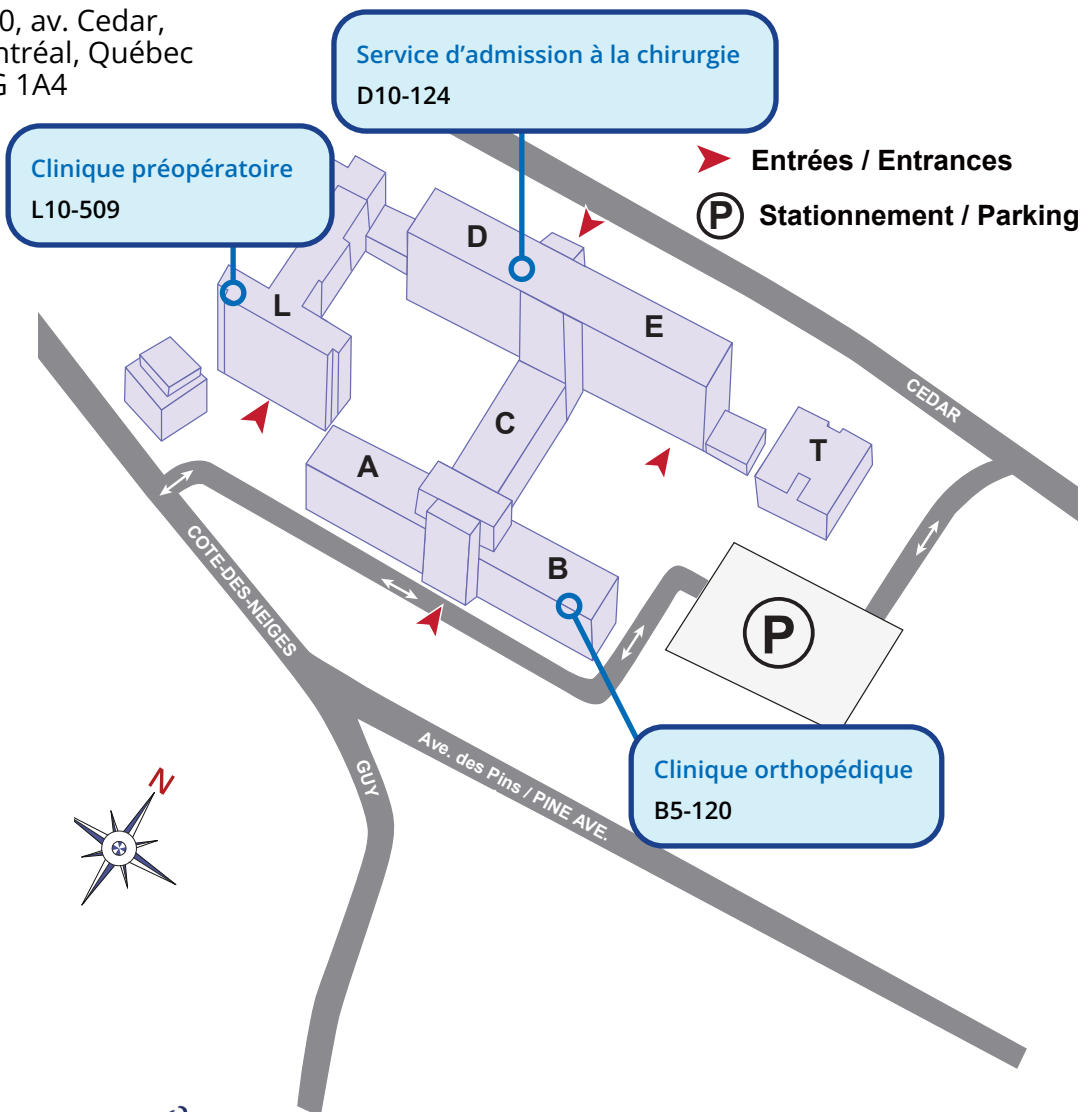 0, av. Cedar,
ntréal, Québec
G 1A4
Service d’admission à la chirurgie
D10-124
Clinique préopératoire
L10-509
Entrées / Entrances
P Stationnement / Parking
D
L
E
C
A
T
B
P
CEDAR
COTE-DES-NEIGES
GUY
Ave. des Pins / PINE AVE.
Clinique orthopédique
B5-120
N